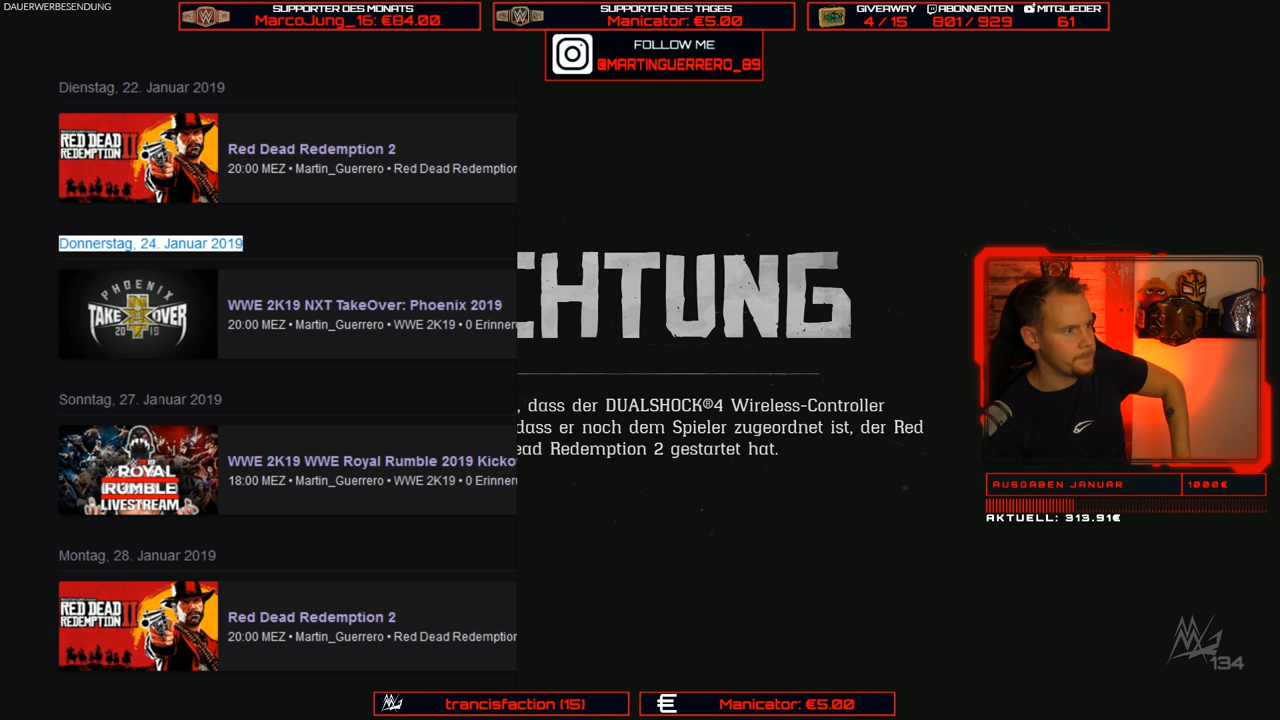 DAUERWERBESENDUNG
SUPPORTER DES MONATS
MarcoJung_16: €84.00
SUPPORTER DES TAGES
Manicator: €5.00
GIVEAWAY
4 / 15
ABONNENTEN
801 / 929
MITGLIEDER
61
FOLLOW ME
@MARTINGUERRERO_89
Dienstag, 22. Januar 2019
RED DEAD
REDEMPTION II
Red Dead Redemption 2
20:00 MEZ • Martin_Guerrero • Red Dead Redemption
Donnerstag, 24. Januar 2019
PHOENIX
TAKEOVER
2019
WWE 2K19 NXT TakeOver: Phoenix 2019
20:00 MEZ • Martin_Guerrero • WWE 2K19 • 0 Erinner
Sonntag, 27. Januar 2019
ROYAL
RUMBLE
LIVESTREAM
WWE 2K19 WWE Royal Rumble 2019 Kicko
18:00 MEZ • Martin_Guerrero • WWE 2K19 • 0 Erinner
Montag, 28. Januar 2019
RED DEAD
REDEMPTION II
Red Dead Redemption 2
20:00 MEZ • Martin_Guerrero • Red Dead Redemption
CHTUNG
, dass der DUALSHOCK®4 Wireless-Controller
dass er noch dem Spieler zugeordnet ist, der Red
ead Redemption 2 gestartet hat.
AUSGABEN JANUAR
1000€
AKTUELL: 313.91€
134
trancisfaction (15)
Manicator: €5.00